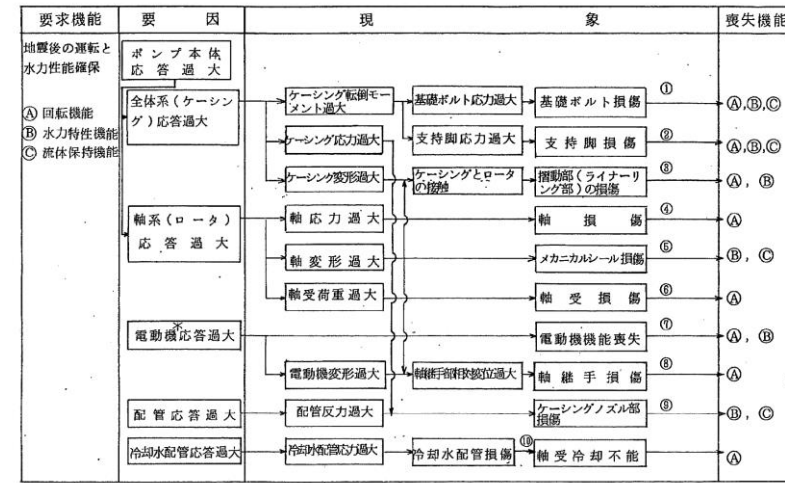 要求機能 要因 現象 喪失機能
地震後の運転と
水力性能確保
Ⓐ 回転機能
Ⓑ 水力特性機能
Ⓒ 流体保持機能
ポンプ本体
応答過大
全体系(ケーシン
グ)応答過大
ケーシング転倒モー
メント過大
基礎ボルト応力過大
①
基礎ボルト損傷
Ⓐ,Ⓑ,Ⓒ
ケーシング応力過大
支持脚応力過大
②
支持脚損傷
Ⓐ,Ⓑ,Ⓒ
ケーシング変形過大
ケーシングとロータ
の接触
③
摺動部(ライナーリ
ング部)の損傷
Ⓐ, Ⓑ
軸系(ロータ)
応答過大
軸応力過大
④
軸損傷
Ⓐ
軸変形過大
⑤
メカニカルシール損傷
Ⓑ, Ⓒ
軸受荷重過大
⑥
軸受損傷
Ⓐ
*
電動機応答過大
⑦
電動機機能喪失
Ⓐ, Ⓑ
電動機変形過大
軸継手部相対変位過大
⑧
軸継手損傷
Ⓐ
配管応答過大
配管反力過大
⑨
ケーシングノズル部
損傷
Ⓑ, Ⓒ
冷却水配管応答過大
冷却水配管応力過大
冷却水配管損傷
⑩
軸受冷却不能
Ⓐ